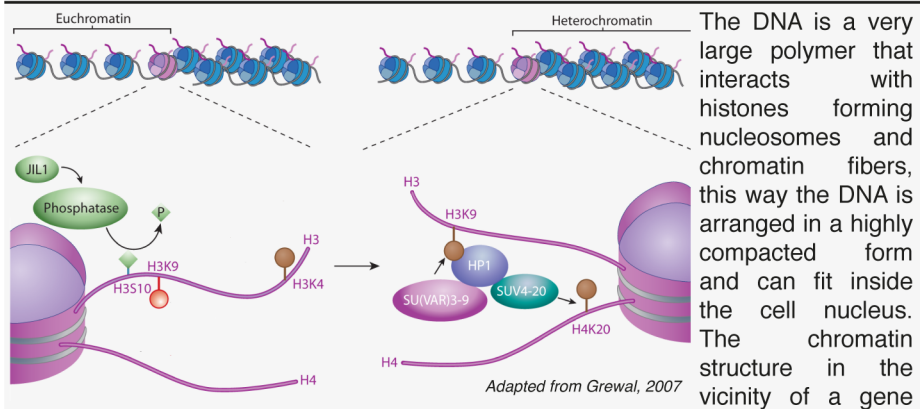 Euchromatin
Heterochromatin
JIL1
Phosphatase
P
H3
H3K9
H3S10
H3K4
H4
H3
H3K9
HP1
SU(VAR)3-9
SUV4-20
H4K20
H4
Adapted from Grewal, 2007
The DNA is a very
large polymer that
interacts with
histones forming
nucleosomes and
chromatin fibers,
this way the DNA is
arranged in a highly
compacted form
and can fit inside
the cell nucleus.
The chromatin
structure in the
vicinity of a gene